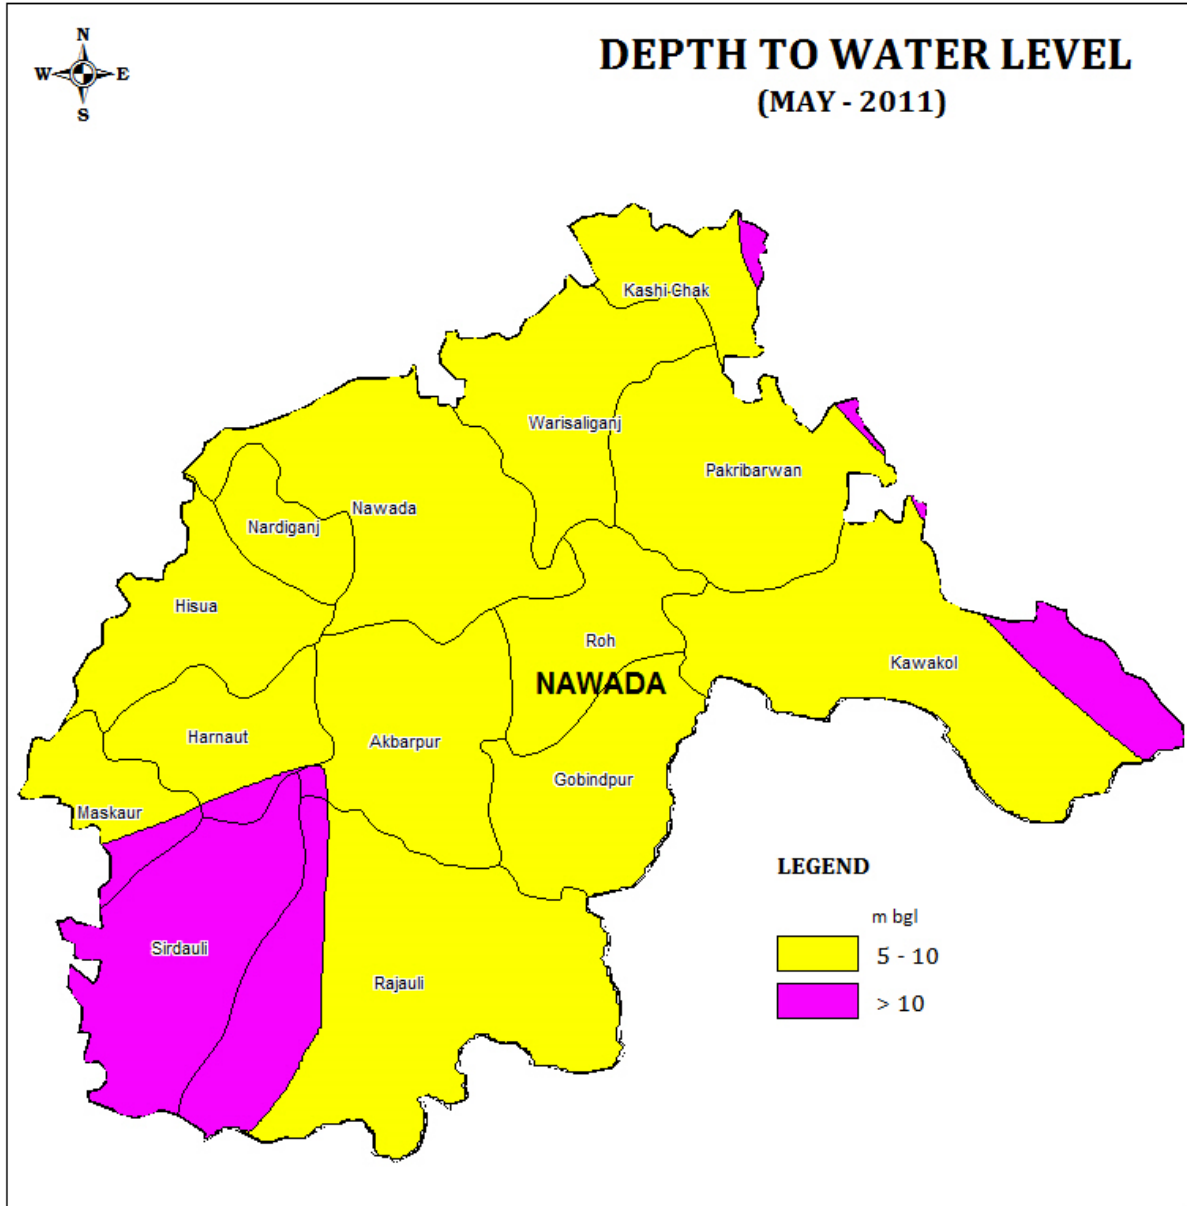 N
W E
S
DEPTH TO WATER LEVEL
(MAY - 2011)
Kashi-Ghak
Warisaliganj
Pakribarwan
Nawada
Nardiganj
Hisua
Roh
Kawakol
NAWADA
Harnaut
Akbarpur
Gobindpur
Maskaur
Sirdauli
Rajauli
LEGEND
m bgl
5 - 10
> 10